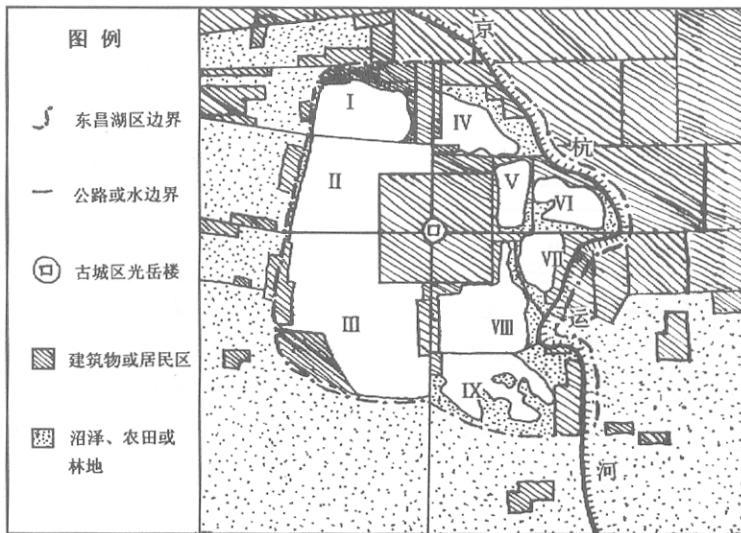 图 例
东昌湖区边界
公路或水边界
古城区光岳楼
建筑物或居民区
沼泽、农田或
林地
京
杭
运
河
I
II
III
IV
V
VI
VII
VIII
IX